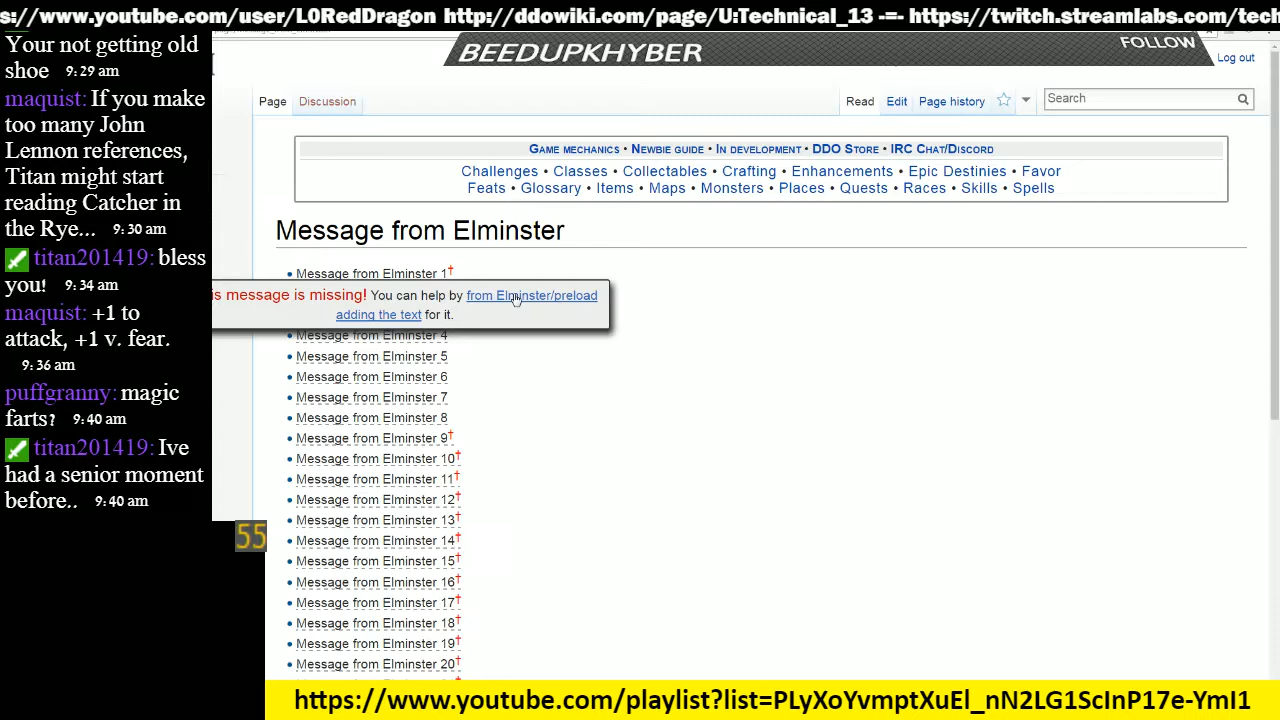 s://www.youtube.com/user/L0RedDragon http://ddowiki.com/page/U:Technical_13 -=- https://twitch.streamlabs.com/tech
Your not getting old
shoe 9:29 am
maquist: If you make
too many John
Lennon references,
Titan might start
reading Catcher in
the Rye... 9:30 am
titan201419: bless
you! 9:34 am
maquist: +1 to
attack, +1 v. fear.
9:36 am
puffgranny: magic
farts? 9:40 am
titan201419: Ive
had a senior moment
before.. 9:40 am
55
BEEDUPKHYBER
FOLLOW
Log out
Page Discussion
Read Edit Page history
Search
Game mechanics • Newbie guide • In development • DDO Store • IRC Chat/Discord
Challenges • Classes • Collectables • Crafting • Enhancements • Epic Destinies • Favor
Feats • Glossary • Items • Maps • Monsters • Places • Quests • Races • Skills • Spells
Message from Elminster
• Message from Elminster 1†
is message is missing! You can help by from Elminster/preload
adding the text for it.
• Message from Elminster 4
• Message from Elminster 5
• Message from Elminster 6
• Message from Elminster 7
• Message from Elminster 8
• Message from Elminster 9†
• Message from Elminster 10†
• Message from Elminster 11†
• Message from Elminster 12†
• Message from Elminster 13†
• Message from Elminster 14†
• Message from Elminster 15†
• Message from Elminster 16†
• Message from Elminster 17†
• Message from Elminster 18†
• Message from Elminster 19†
• Message from Elminster 20†
https://www.youtube.com/playlist?list=PLyXoYvmptXuEl_nN2LG1ScInP17e-YmI1